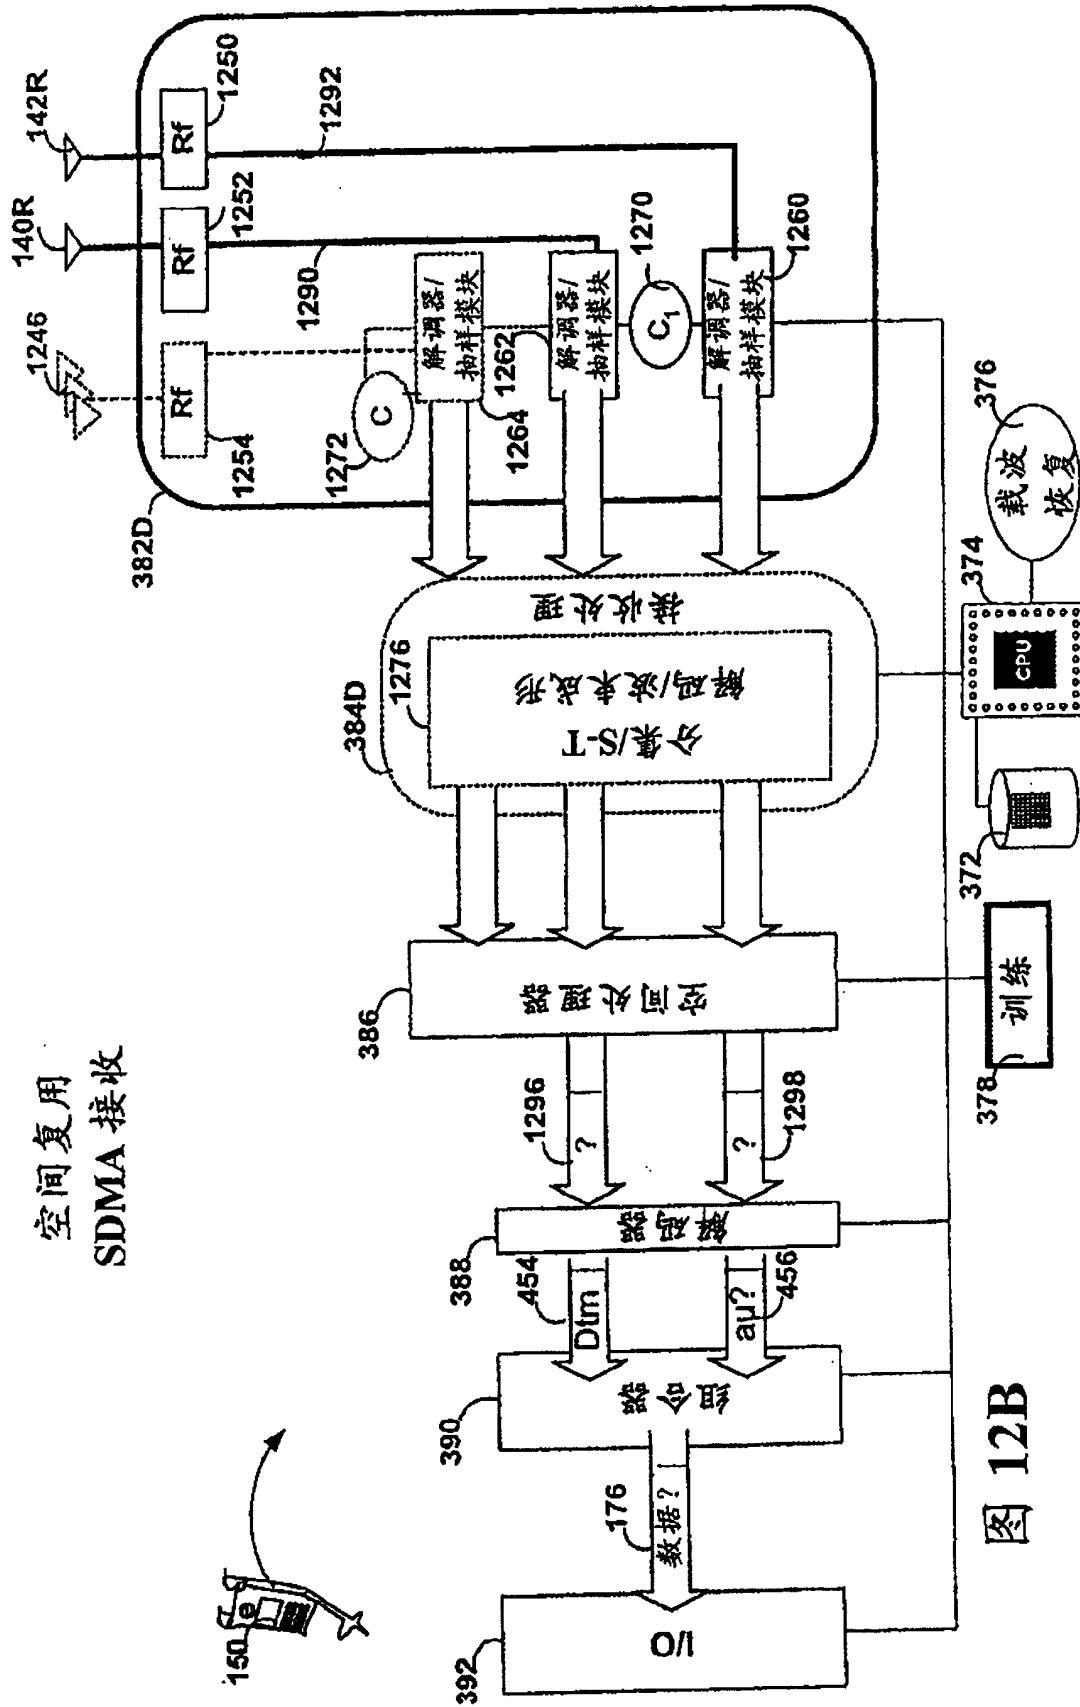 空间复用
SDMA 接收
382D
1246
140R
142R
Rf
Rf
Rf
1254
1252
1250
1290
1292
1272
C
解调器/
抽样模块
1264
1262
解调器/
抽样模块
C1
1270
解调器/
抽样模块
1260
384D
1276
接收处理
分集/S-T
解码/波束成形
386
空间处理器
1296
?
?
1298
388
解码器
454
Dtm
aµ?
456
390
组合器
176
数据?
392
I/O
150
e
378
训练
372
374
CPU
376
载波
恢复
图 12B